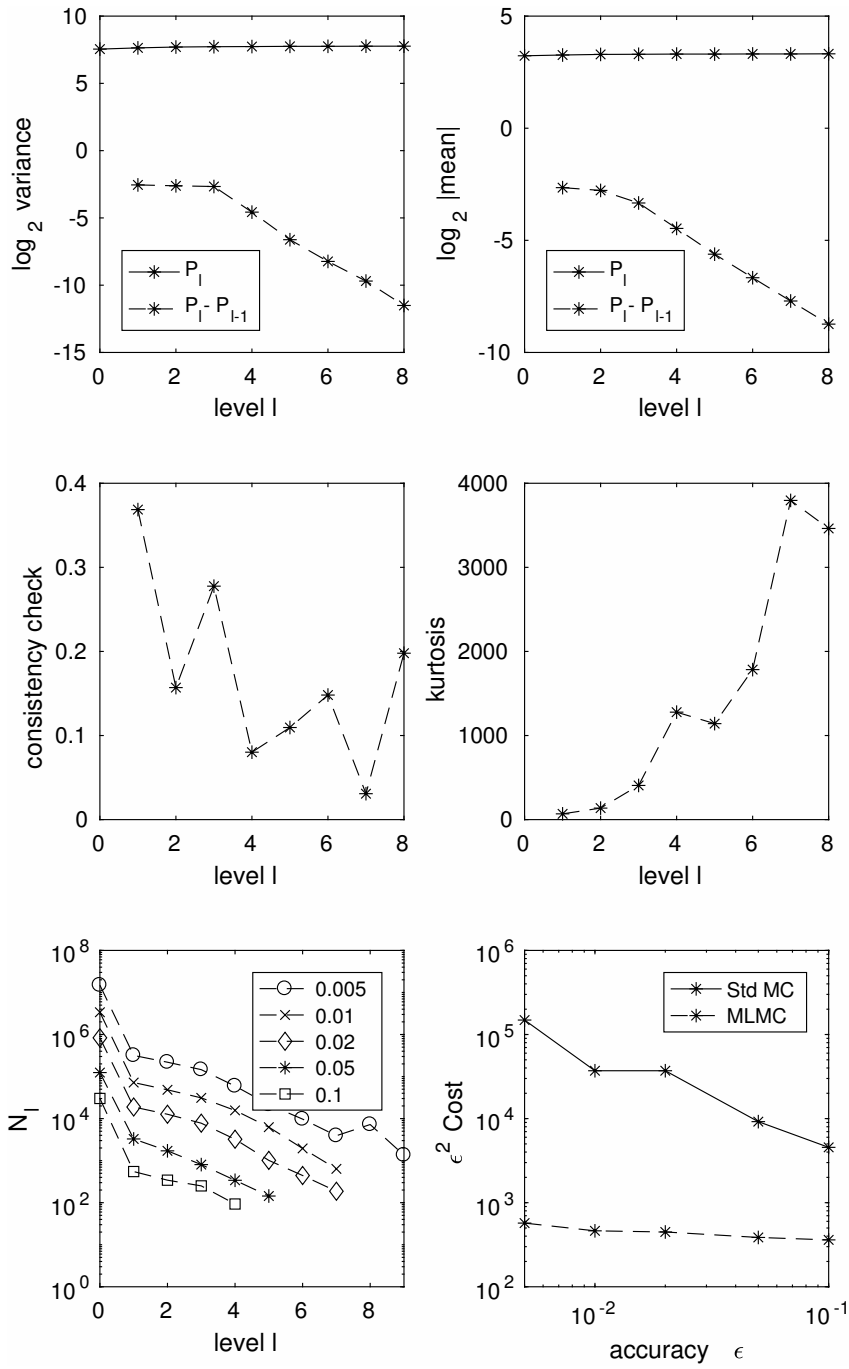 log 2 variance
10
5
0
-5
-10
-15
P l
P l - P l-1
0 2 4 6 8
level l
log 2 |mean|
5
0
-5
-10
P l
P l - P l-1
0 2 4 6 8
level l
consistency check
0.4
0.3
0.2
0.1
0
0 2 4 6 8
level l
kurtosis
4000
3000
2000
1000
0
0 2 4 6 8
level l
N l
10^8
10^6
10^4
10^2
10^0
0.005
0.01
0.02
0.05
0.1
0 2 4 6 8
level l
ϵ^2 Cost
10^6
10^5
10^4
10^3
10^2
Std MC
MLMC
10^-2 10^-1
accuracy ϵ